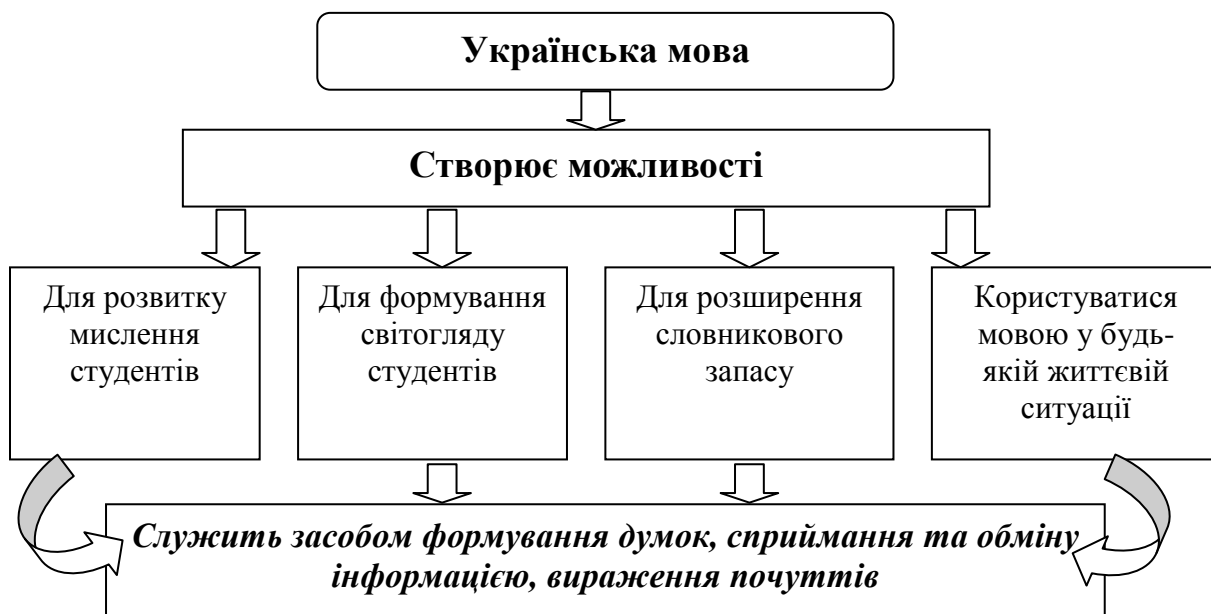 Українська мова
Створює можливості
Для розвитку
мислення
студентів
Для формування
світогляду
студентів
Для розширення
словникового
запасу
Користуватися
мовою у будь-
якій життєвій
ситуації
Служить засобом формування думок, сприймання та обміну
інформацією, вираження почуттів